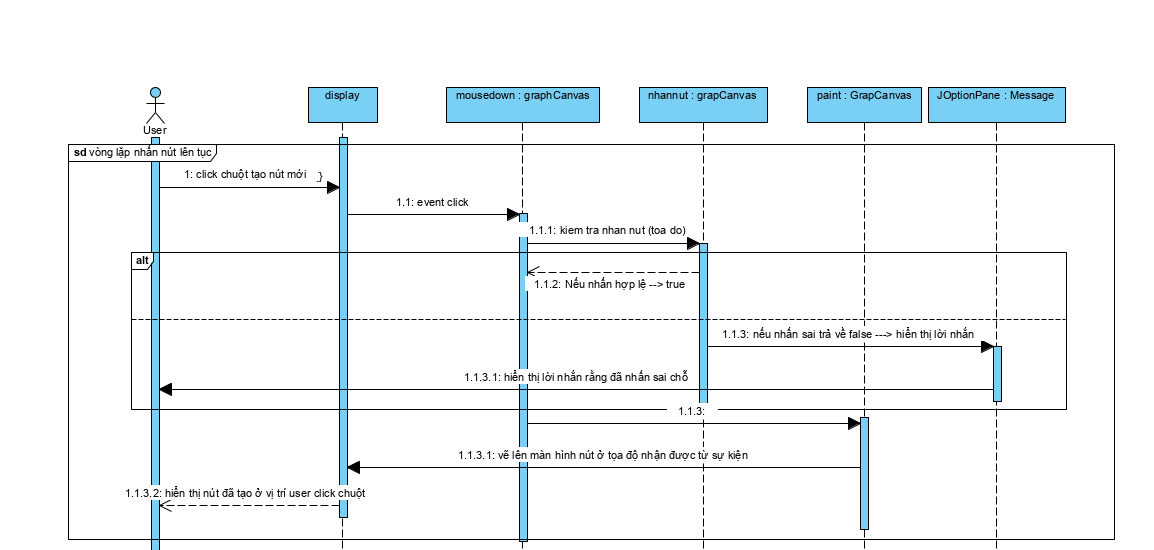 display
mousedown : graphCanvas
nhannut : grapCanvas
paint : GrapCanvas
JOptionPane : Message
User
sd vòng lặp nhấn nút lên tục
1: click chuột tạo nút mới }
1.1: event click
1.1.1: kiem tra nhan nut (toa do)
alt
1.1.2: Nếu nhấn hợp lệ --> true
1.1.3: nếu nhấn sai trả về false ---> hiển thị lời nhắn
1.1.3.1: hiển thị lời nhắn rằng đã nhấn sai chỗ
1.1.3:
1.1.3.1: vẽ lên màn hình nút ở tọa độ nhận được từ sự kiện
1.1.3.2: hiển thị nút đã tạo ở vị trí user click chuột